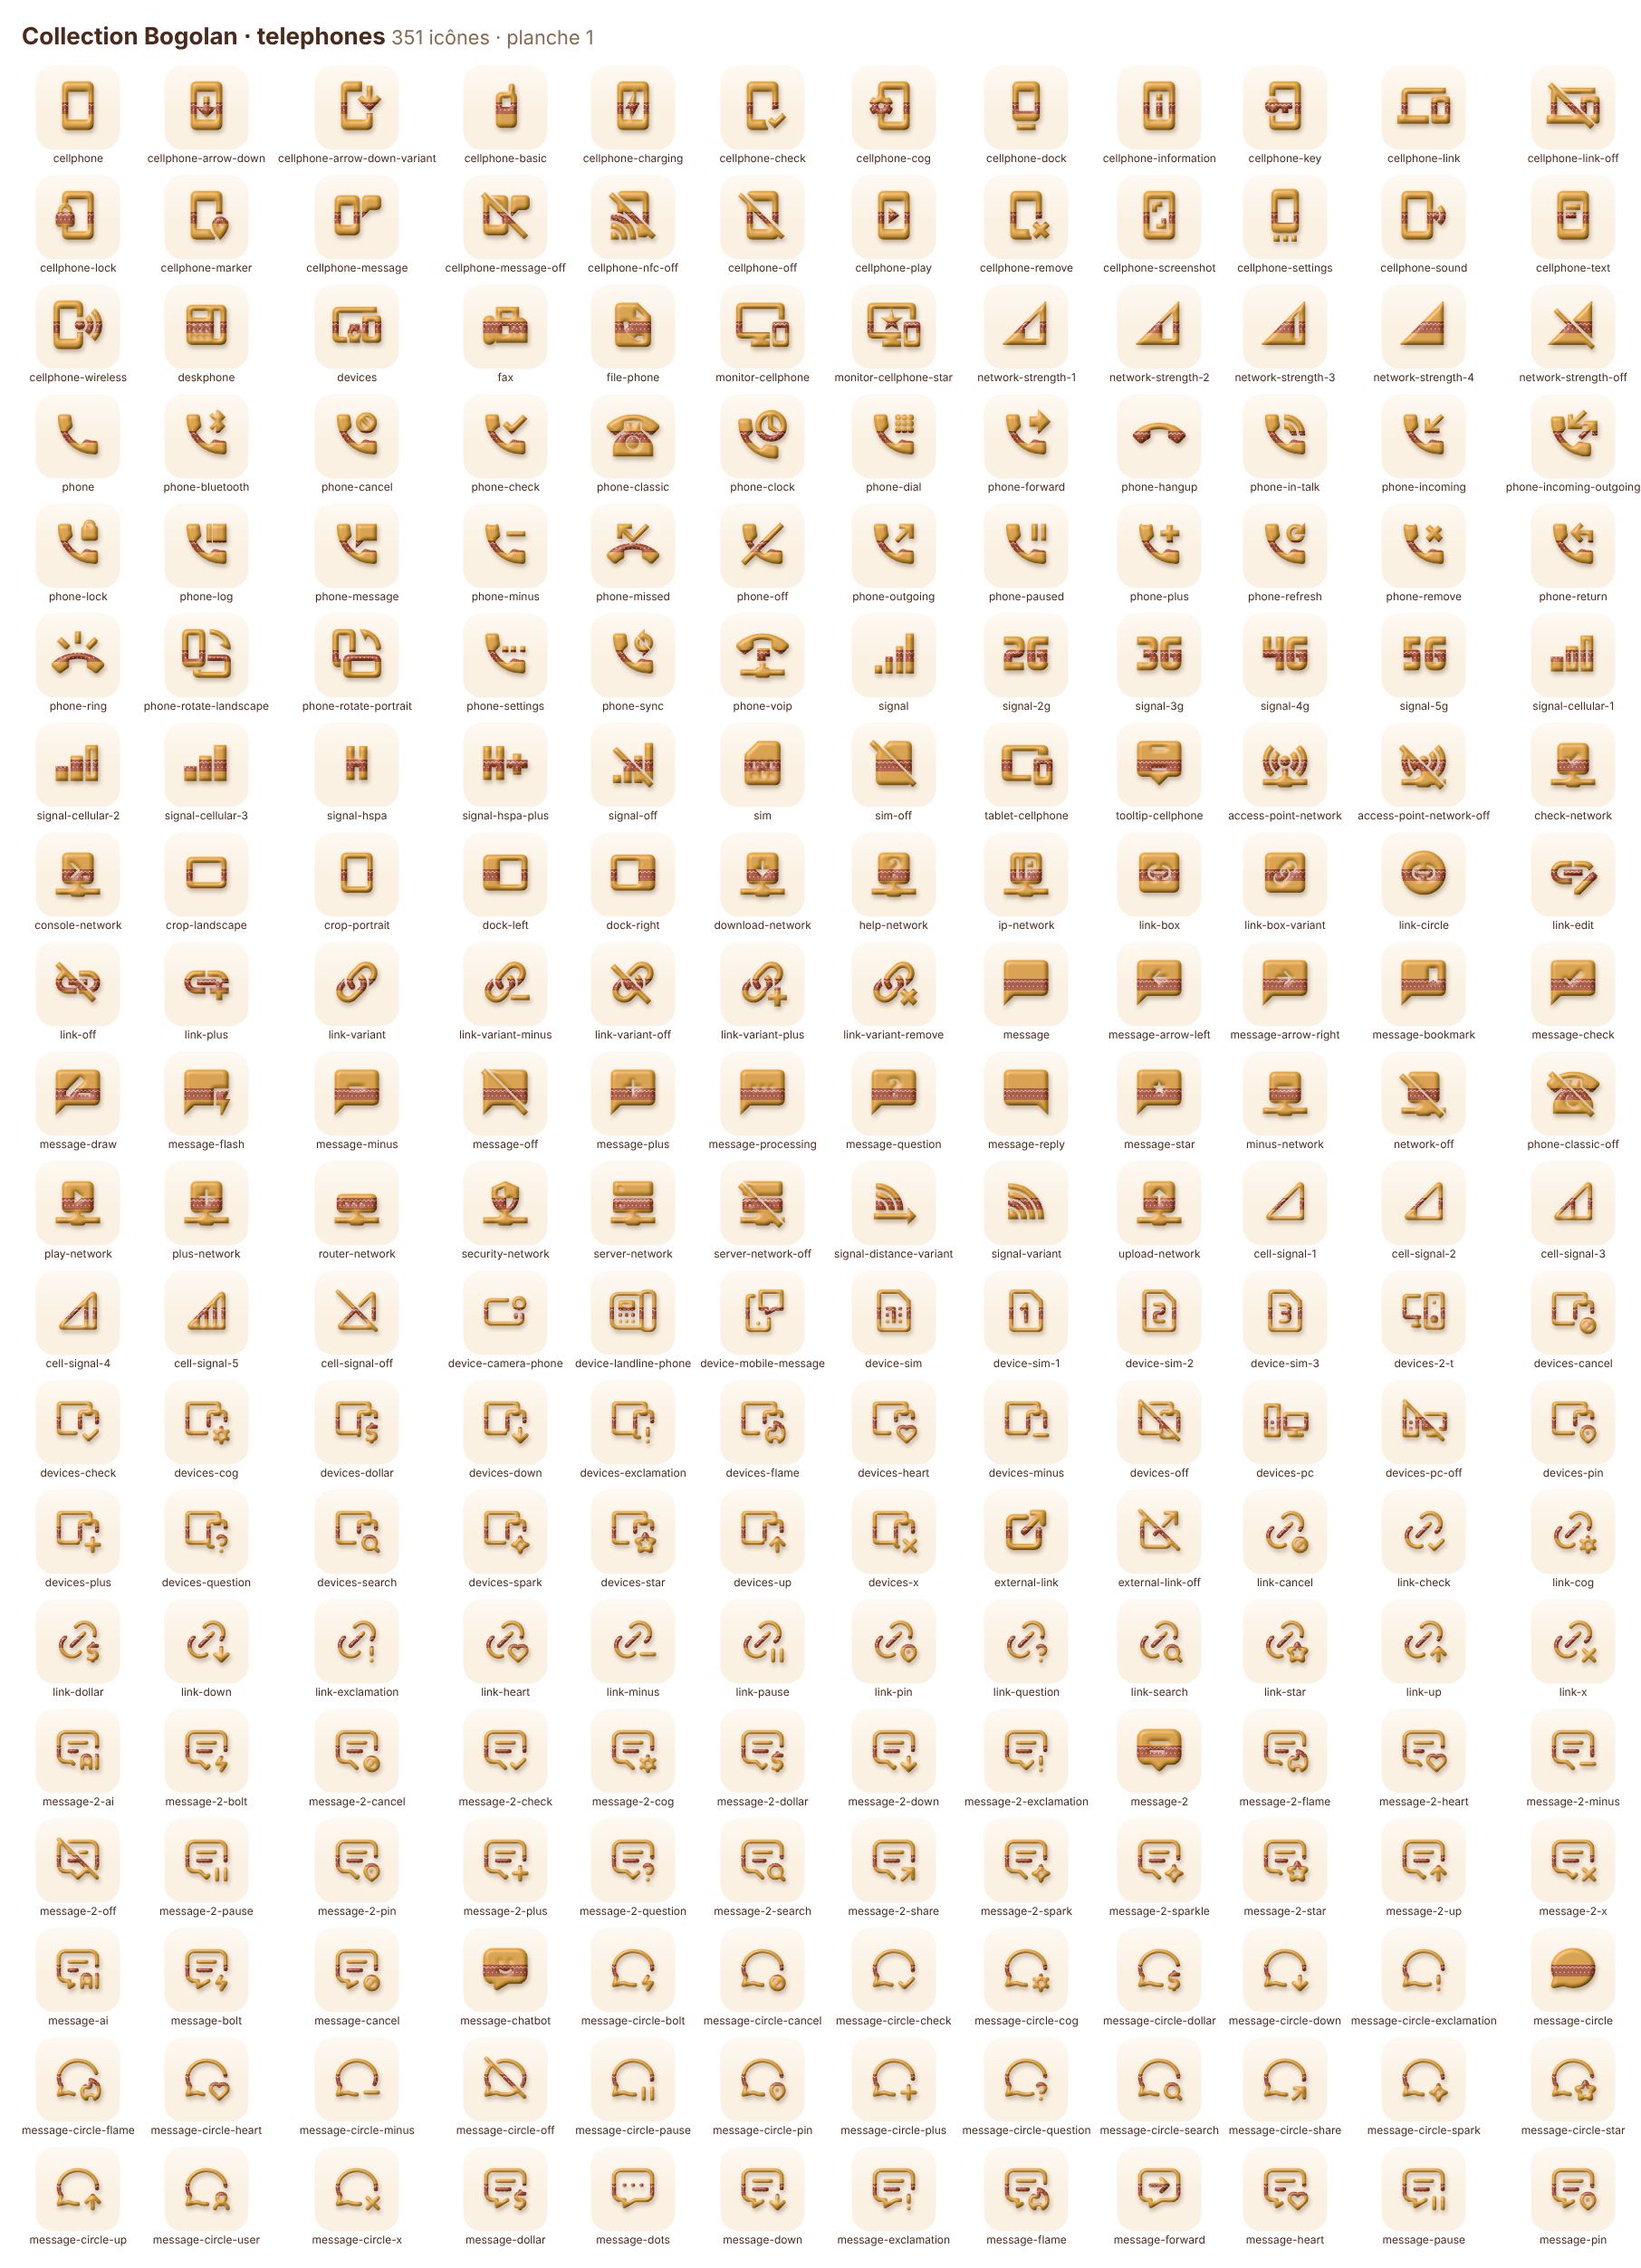 Collection Bogolan · telephones 351 icônes · planche 1
cellphone cellphone-arrow-down cellphone-arrow-down-variant cellphone-basic cellphone-charging cellphone-check cellphone-cog cellphone-dock cellphone-information cellphone-key cellphone-link cellphone-link-off
cellphone-lock cellphone-marker cellphone-message cellphone-message-off cellphone-nfc-off cellphone-off cellphone-play cellphone-remove cellphone-screenshot cellphone-settings cellphone-sound cellphone-text
cellphone-wireless deskphone devices fax file-phone monitor-cellphone monitor-cellphone-star network-strength-1 network-strength-2 network-strength-3 network-strength-4 network-strength-off
phone phone-bluetooth phone-cancel phone-check phone-classic phone-clock phone-dial phone-forward phone-hangup phone-in-talk phone-incoming phone-incoming-outgoing
phone-lock phone-log phone-message phone-minus phone-missed phone-off phone-outgoing phone-paused phone-plus phone-refresh phone-remove phone-return
2G 3G 4G 5G
phone-ring phone-rotate-landscape phone-rotate-portrait phone-settings phone-sync phone-voip signal signal-2g signal-3g signal-4g signal-5g signal-cellular-1
H H+
signal-cellular-2 signal-cellular-3 signal-hspa signal-hspa-plus signal-off sim sim-off tablet-cellphone tooltip-cellphone access-point-network access-point-network-off check-network
? IP
console-network crop-landscape crop-portrait dock-left dock-right download-network help-network ip-network link-box link-box-variant link-circle link-edit
link-off link-plus link-variant link-variant-minus link-variant-off link-variant-plus link-variant-remove message message-arrow-left message-arrow-right message-bookmark message-check
?
message-draw message-flash message-minus message-off message-plus message-processing message-question message-reply message-star minus-network network-off phone-classic-off
play-network plus-network router-network security-network server-network server-network-off signal-distance-variant signal-variant upload-network cell-signal-1 cell-signal-2 cell-signal-3
1 2 3
cell-signal-4 cell-signal-5 cell-signal-off device-camera-phone device-landline-phone device-mobile-message device-sim device-sim-1 device-sim-2 device-sim-3 devices-2-t devices-cancel
$ !
devices-check devices-cog devices-dollar devices-down devices-exclamation devices-flame devices-heart devices-minus devices-off devices-pc devices-pc-off devices-pin
?
devices-plus devices-question devices-search devices-spark devices-star devices-up devices-x external-link external-link-off link-cancel link-check link-cog
$ ! ?
link-dollar link-down link-exclamation link-heart link-minus link-pause link-pin link-question link-search link-star link-up link-x
AI $ !
message-2-ai message-2-bolt message-2-cancel message-2-check message-2-cog message-2-dollar message-2-down message-2-exclamation message-2 message-2-flame message-2-heart message-2-minus
?
message-2-off message-2-pause message-2-pin message-2-plus message-2-question message-2-search message-2-share message-2-spark message-2-sparkle message-2-star message-2-up message-2-x
AI $ !
message-ai message-bolt message-cancel message-chatbot message-circle-bolt message-circle-cancel message-circle-check message-circle-cog message-circle-dollar message-circle-down message-circle-exclamation message-circle
?
message-circle-flame message-circle-heart message-circle-minus message-circle-off message-circle-pause message-circle-pin message-circle-plus message-circle-question message-circle-search message-circle-share message-circle-spark message-circle-star
$ !
message-circle-up message-circle-user message-circle-x message-dollar message-dots message-down message-exclamation message-flame message-forward message-heart message-pause message-pin